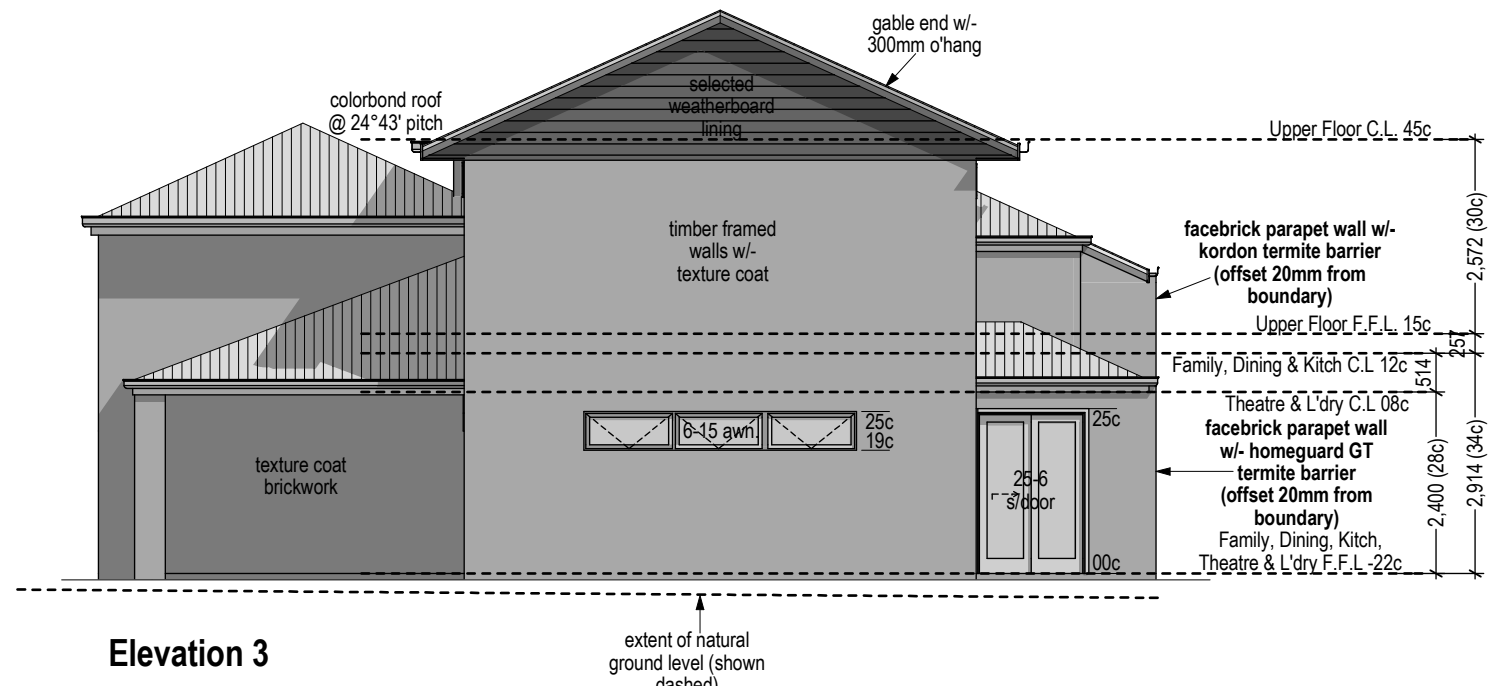 gable end w/-
300mm o'hang
selected
weatherboard
lining
colorbond roof
@ 24°43' pitch
Upper Floor C.L. 45c
timber framed
walls w/-
texture coat
facebrick parapet wall w/-
kordon termite barrier
(offset 20mm from
boundary)
2,572 (30c)
Upper Floor F.F.L. 15c
257
Family, Dining & Kitch C.L 12c
514
Theatre & L'dry C.L 08c
25c
6-15 awn.
25c
19c
facebrick parapet wall
w/- homeguard GT
termite barrier
(offset 20mm from
boundary)
texture coat
brickwork
25-6
s/door
2,400 (28c)
2,914 (34c)
Family, Dining, Kitch,
Theatre & L'dry F.F.L -22c
00c
Elevation 3
extent of natural
ground level (shown
dashed)